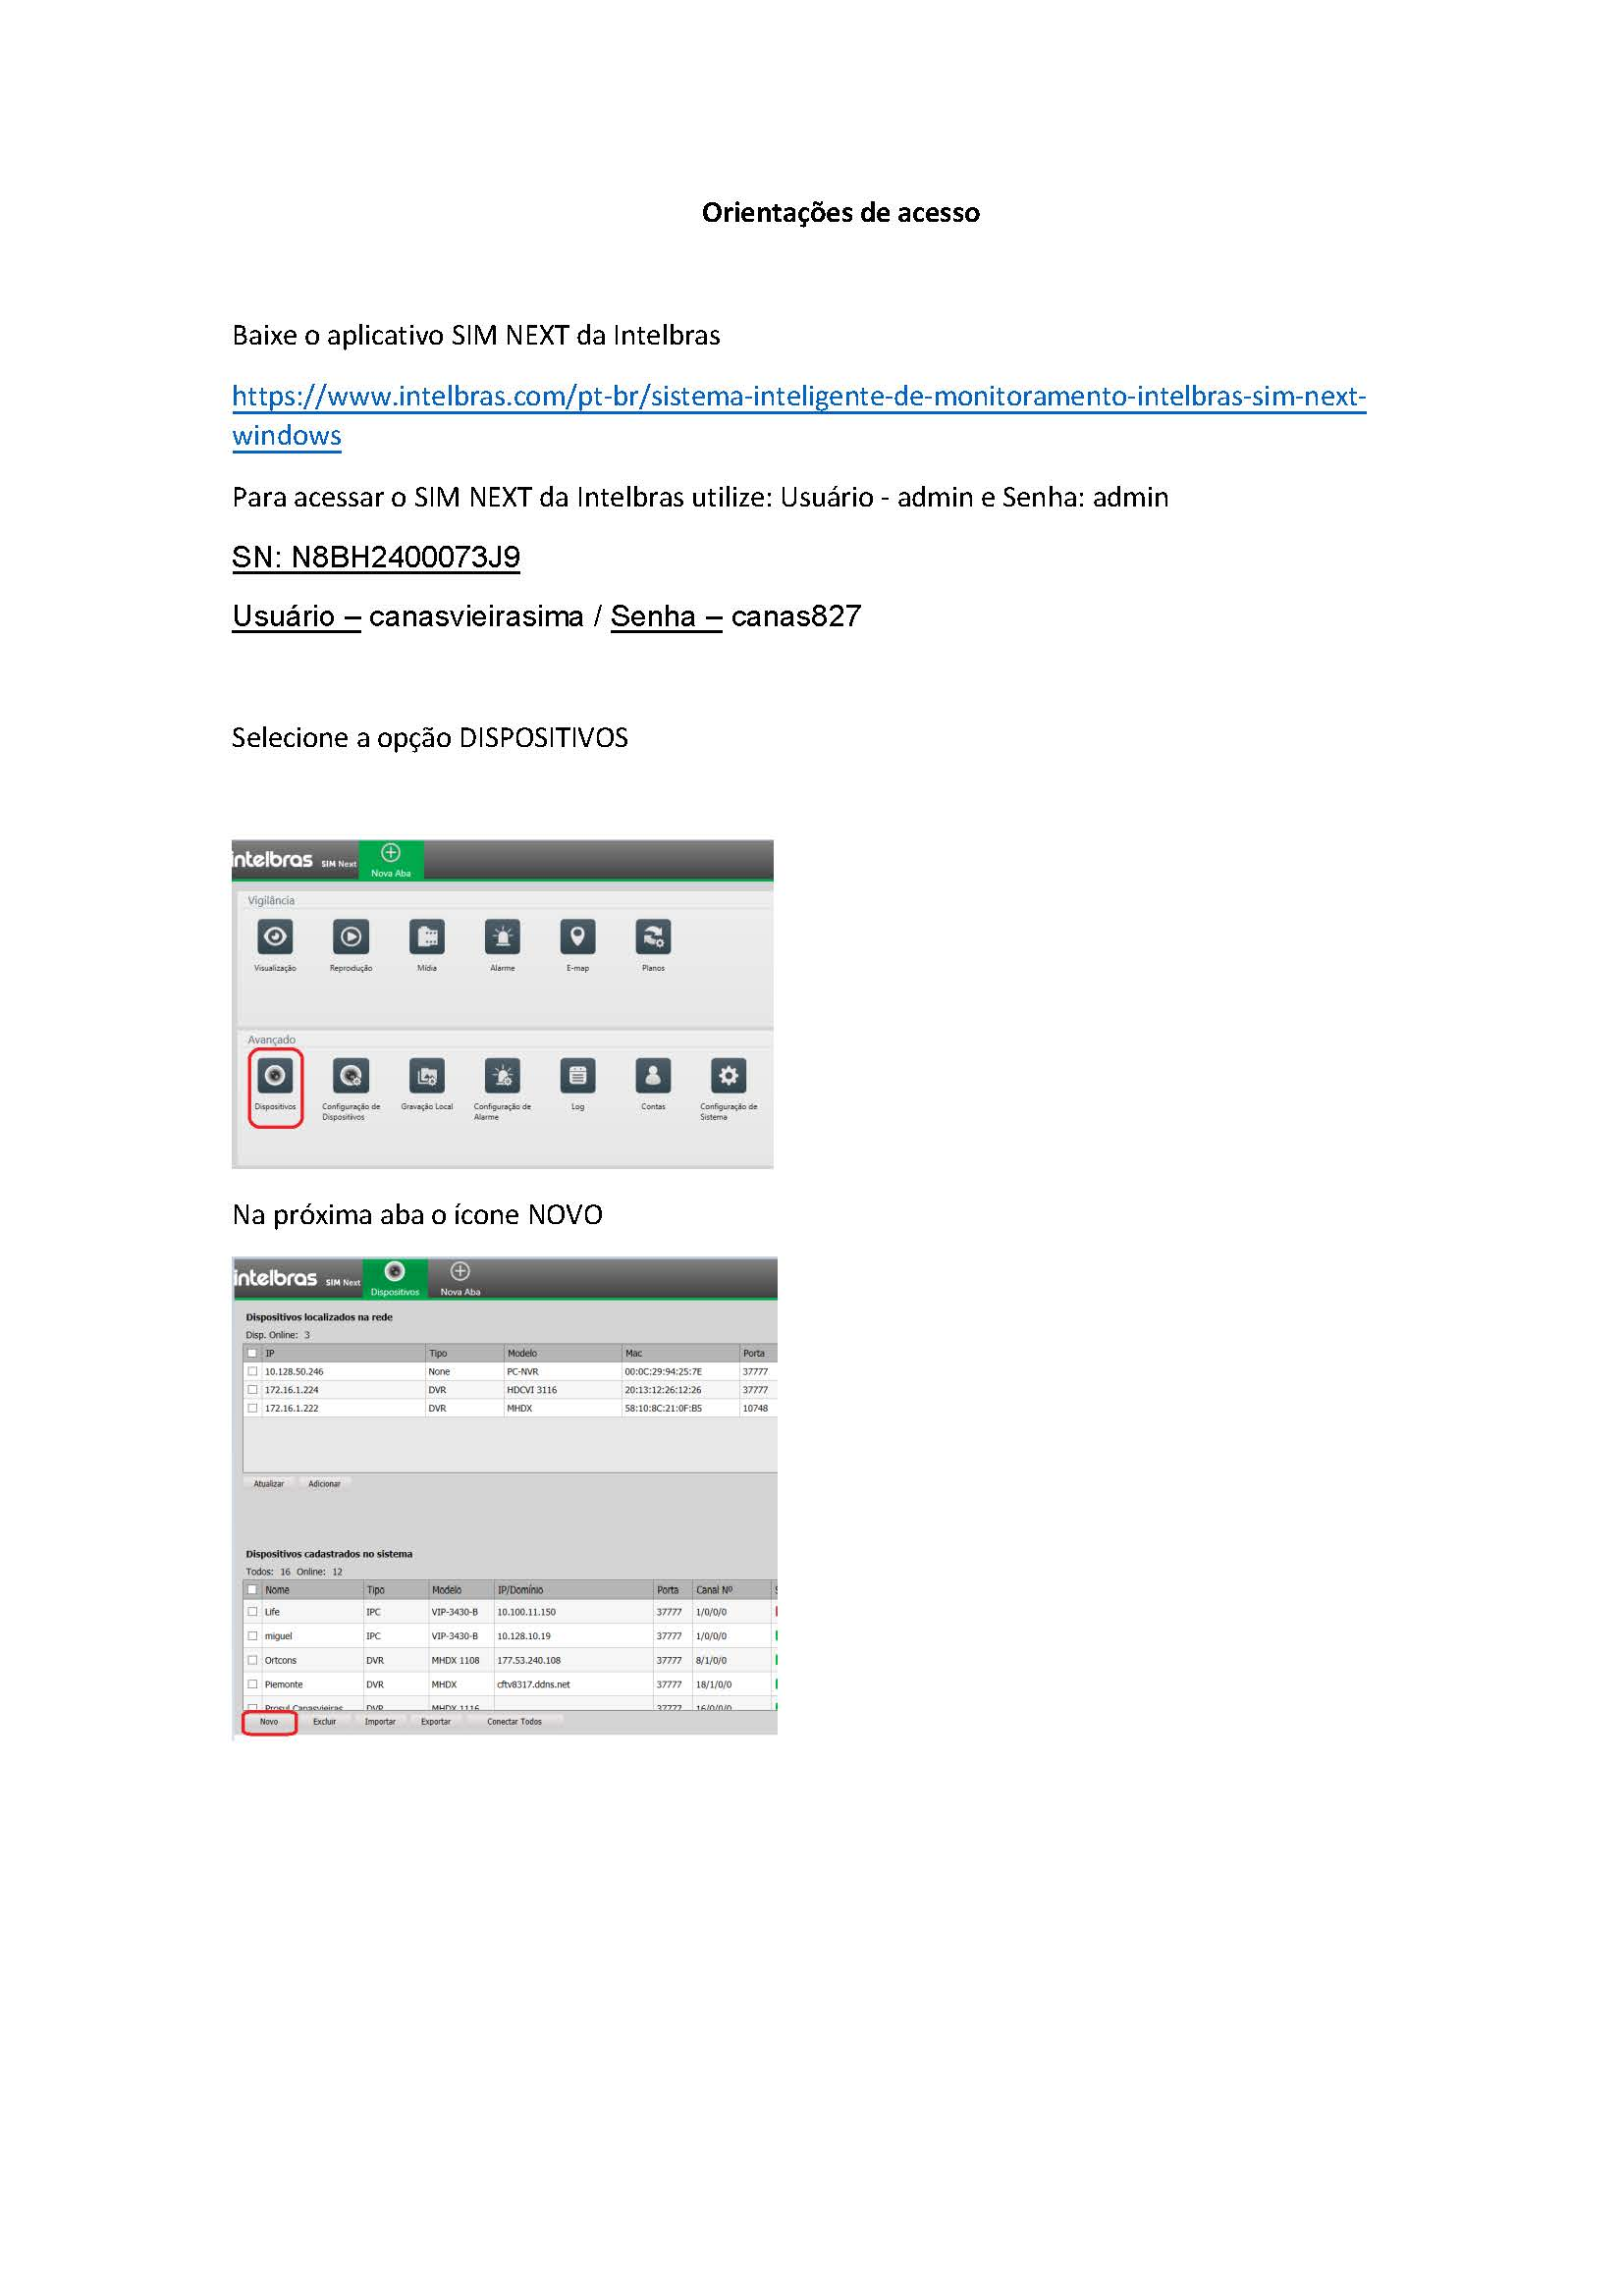 Orientações de acesso
Baixe o aplicativo SIM NEXT da Intelbras
https://www.intelbras.com/pt-br/sistema-inteligente-de-monitoramento-intelbras-sim-next-
windows
Para acessar o SIM NEXT da Intelbras utilize: Usuário - admin e Senha: admin
SN: N8BH2400073J9
Usuário – canasvieirasima / Senha – canas827
Selecione a opção DISPOSITIVOS
intelbras SIM Next Nova Aba
Vigilância
Visualização Reprodução Mídia Alarme E-map Planos
Avançado
Dispositivos Configuração de Gravação Local Configuração de Log Contas Configuração de
Dispositivos Alarme Sistema
Na próxima aba o ícone NOVO
intelbras SIM Next Dispositivos Nova Aba
Dispositivos localizados na rede
Disp. Online: 3
IP Tipo Modelo Mac Porta
10.128.50.246 None PC-NVR 00:0C:29:94:25:7E 37777
172.16.1.224 DVR HDCVI 3116 20:13:12:26:12:26 37777
172.16.1.222 DVR MHDX 58:10:8C:21:0F:B5 10748
Atualizar Adicionar
Dispositivos cadastrados no sistema
Todos: 16 Online: 12
Nome Tipo Modelo IP/Domínio Porta Canal Nº
Life IPC VIP-3430-B 10.100.11.150 37777 1/0/0/0
miguel IPC VIP-3430-B 10.128.10.19 37777 1/0/0/0
Ortcons DVR MHDX 1108 177.53.240.108 37777 8/1/0/0
Piemonte DVR MHDX cftv8317.ddns.net 37777 18/1/0/0
Prosul Canasvieiras DVR MHDX 1116 37777 16/0/0/0
Novo Excluir Importar Exportar Conectar Todos